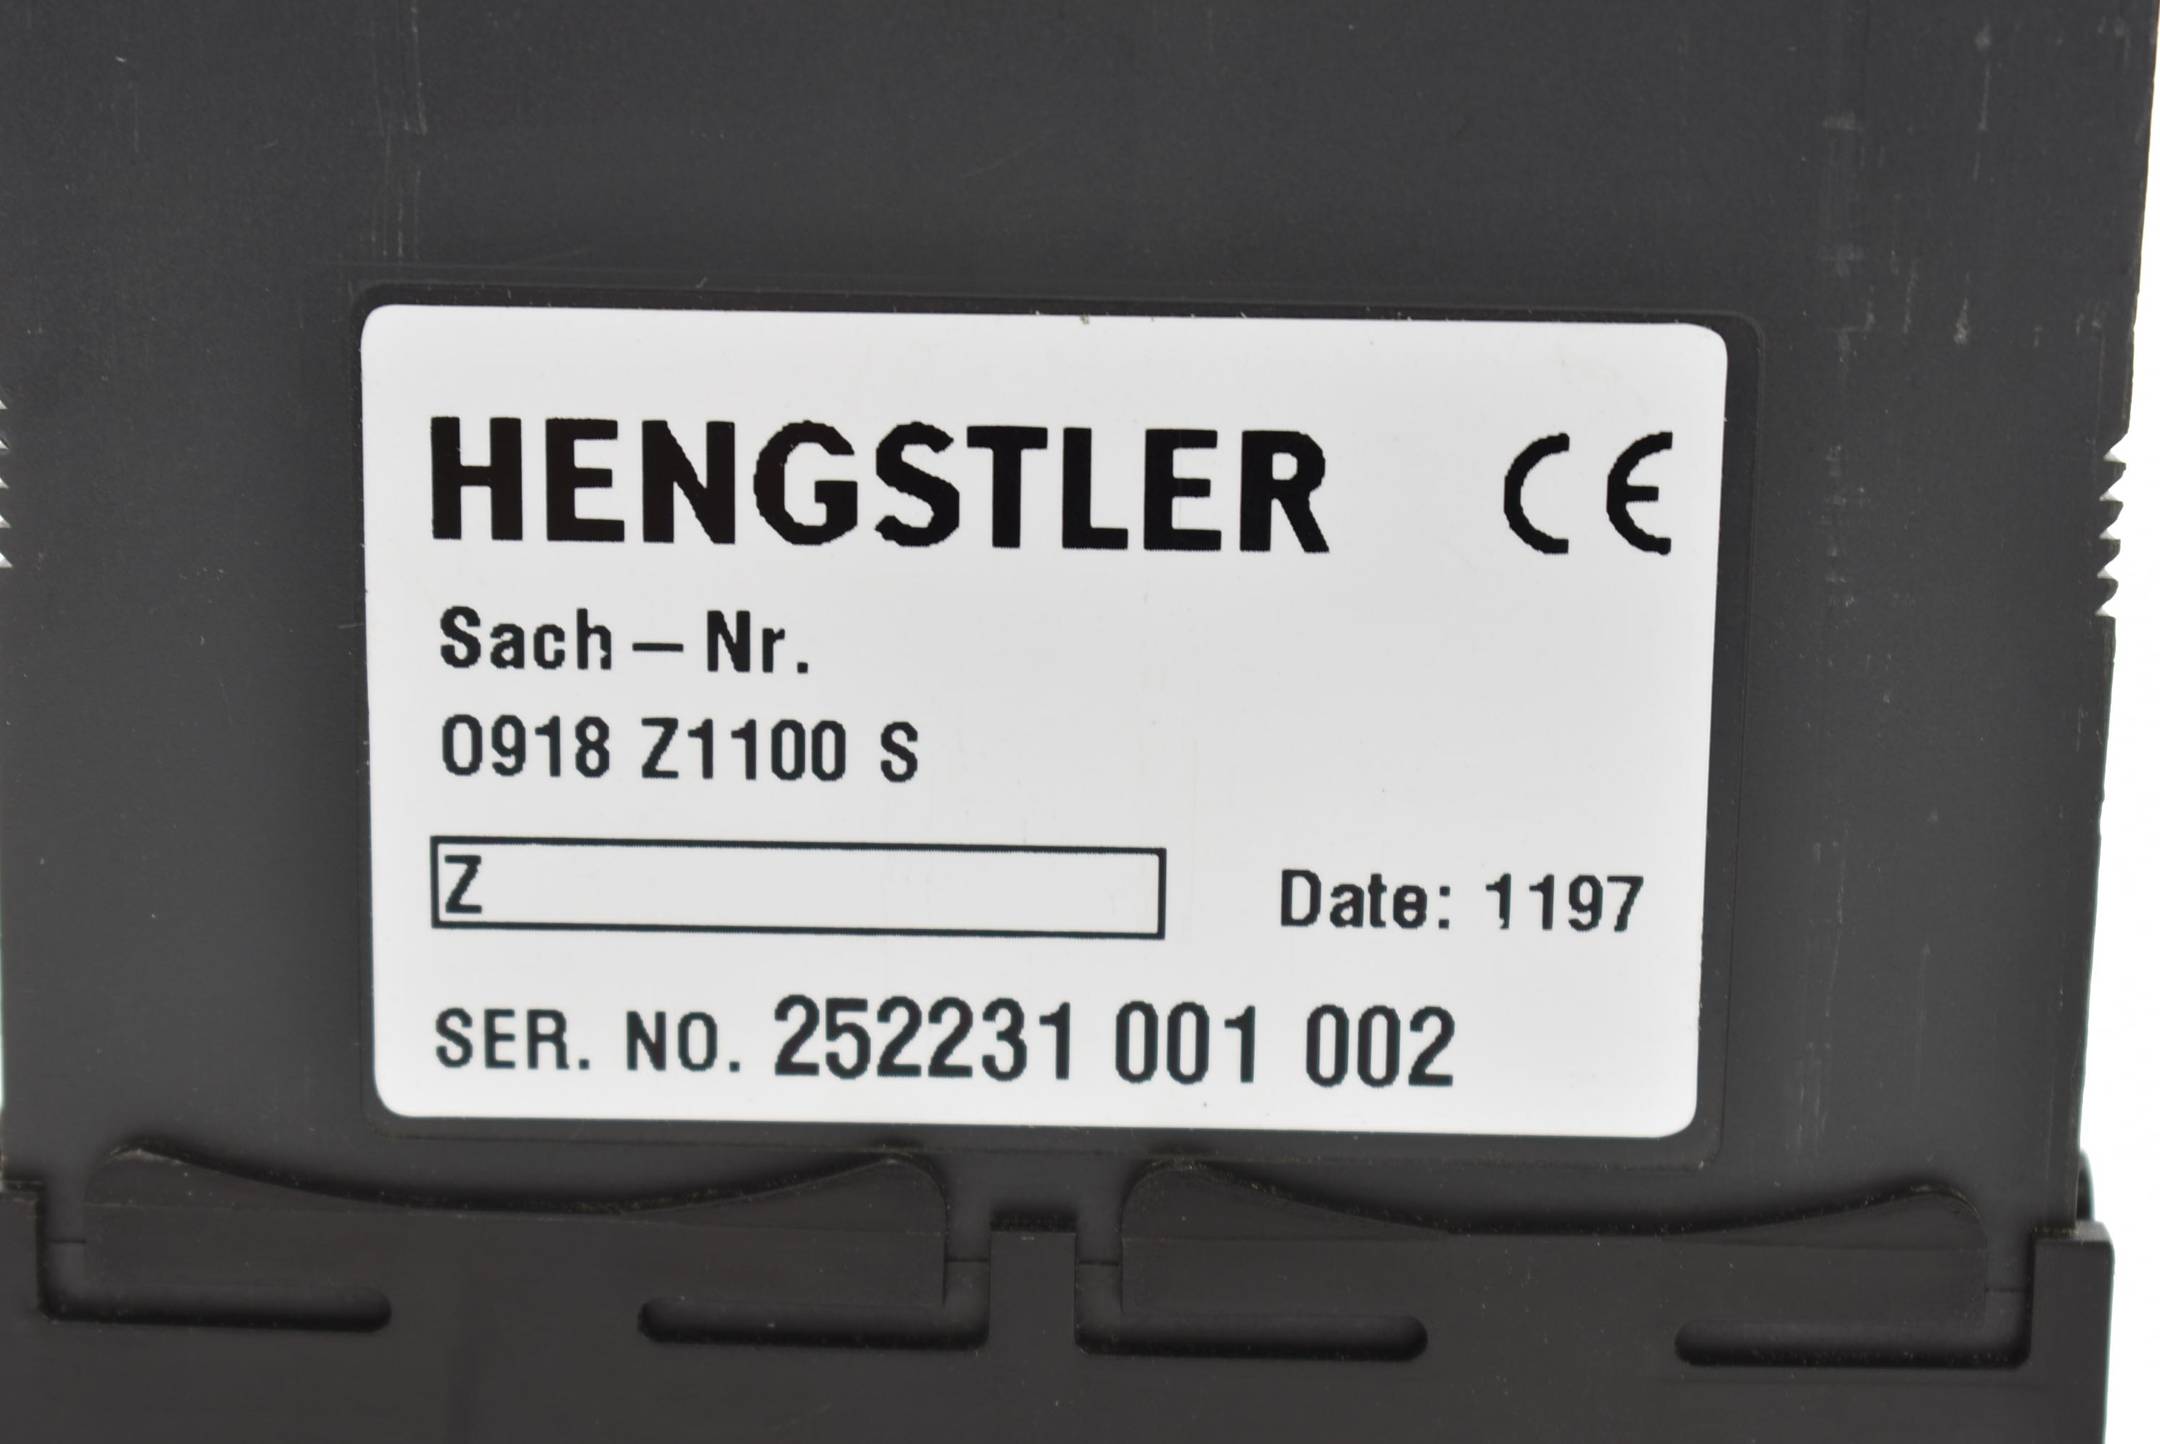 HENGSTLER CE
Sach-Nr.
0918 Z1100 S
Z Date: 1197
SER. NO. 252231 001 002